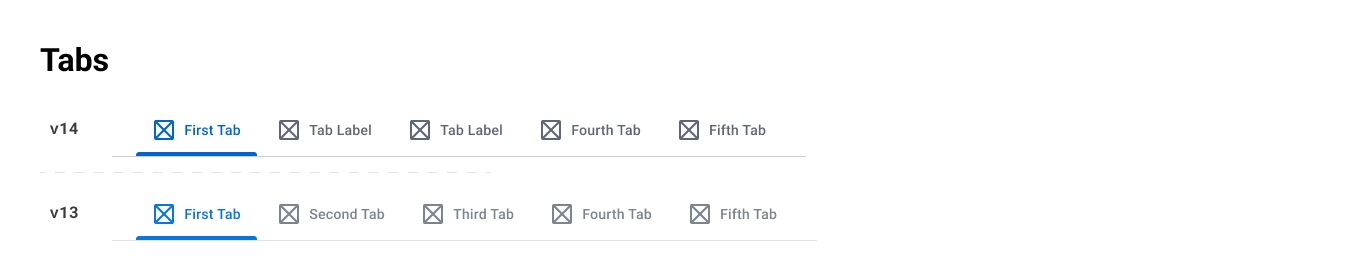 Tabs
v14 First Tab Tab Label Tab Label Fourth Tab Fifth Tab
v13 First Tab Second Tab Third Tab Fourth Tab Fifth Tab